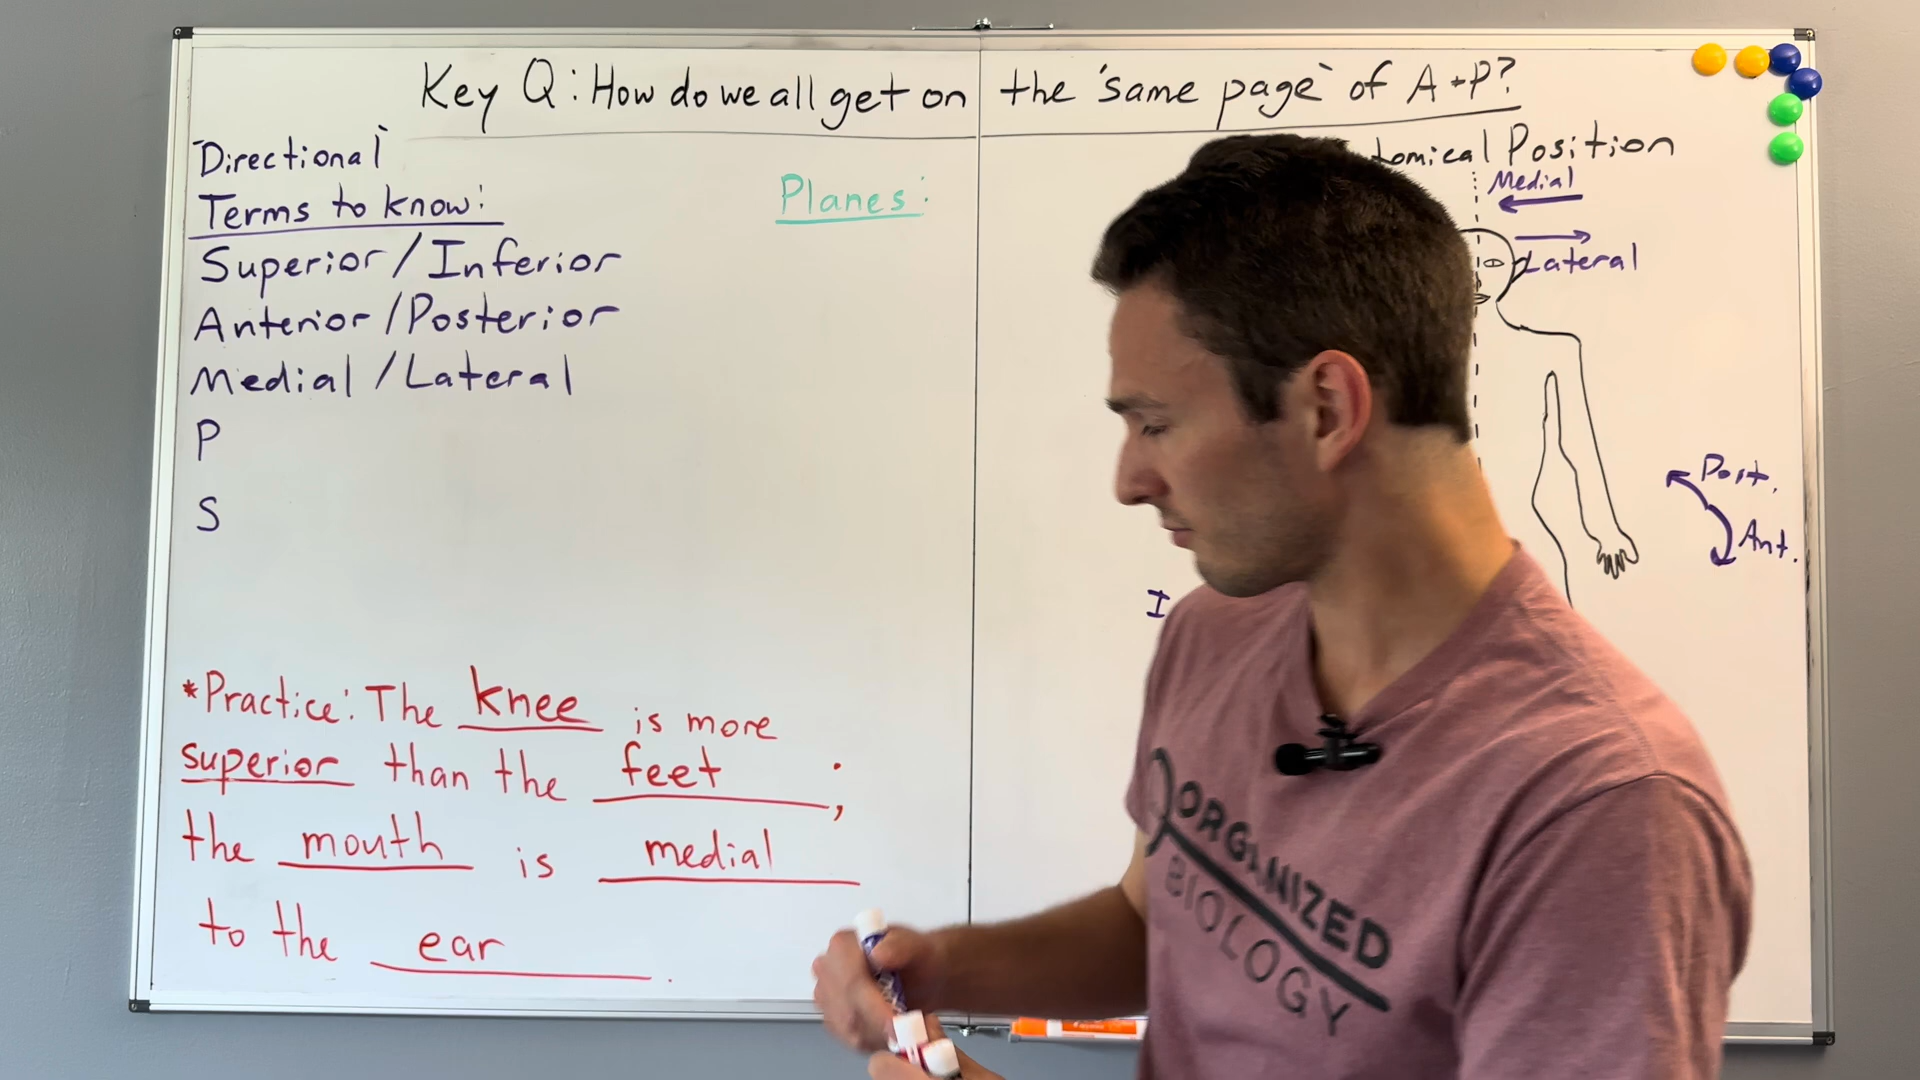 Key Q: How do we all get on the "same page" of A+P?
Directional
Terms to know:
Superior/Inferior
Anterior/Posterior
Medial/Lateral
P
S
*Practice: The knee is more
superior than the feet;
the mouth is medial
to the ear.
Planes:
Position
Medial
Lateral
Post.
Ant.
I
ORGANIZED
BIOLOGY